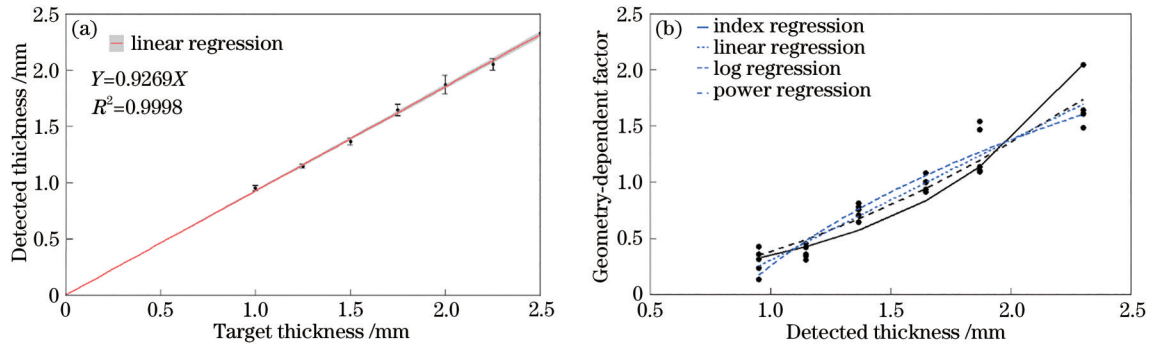 (a)
linear regression
Y=0.9269X
R²=0.9998
Detected thickness /mm
2.5
2.0
1.5
1.0
0.5
0
0
0.5
1.0
1.5
2.0
2.5
Target thickness /mm
(b)
index regression
linear regression
log regression
power regression
Geometry-dependent factor
2.5
2.0
1.5
1.0
0.5
0
0.5
1.0
1.5
2.0
2.5
Detected thickness /mm